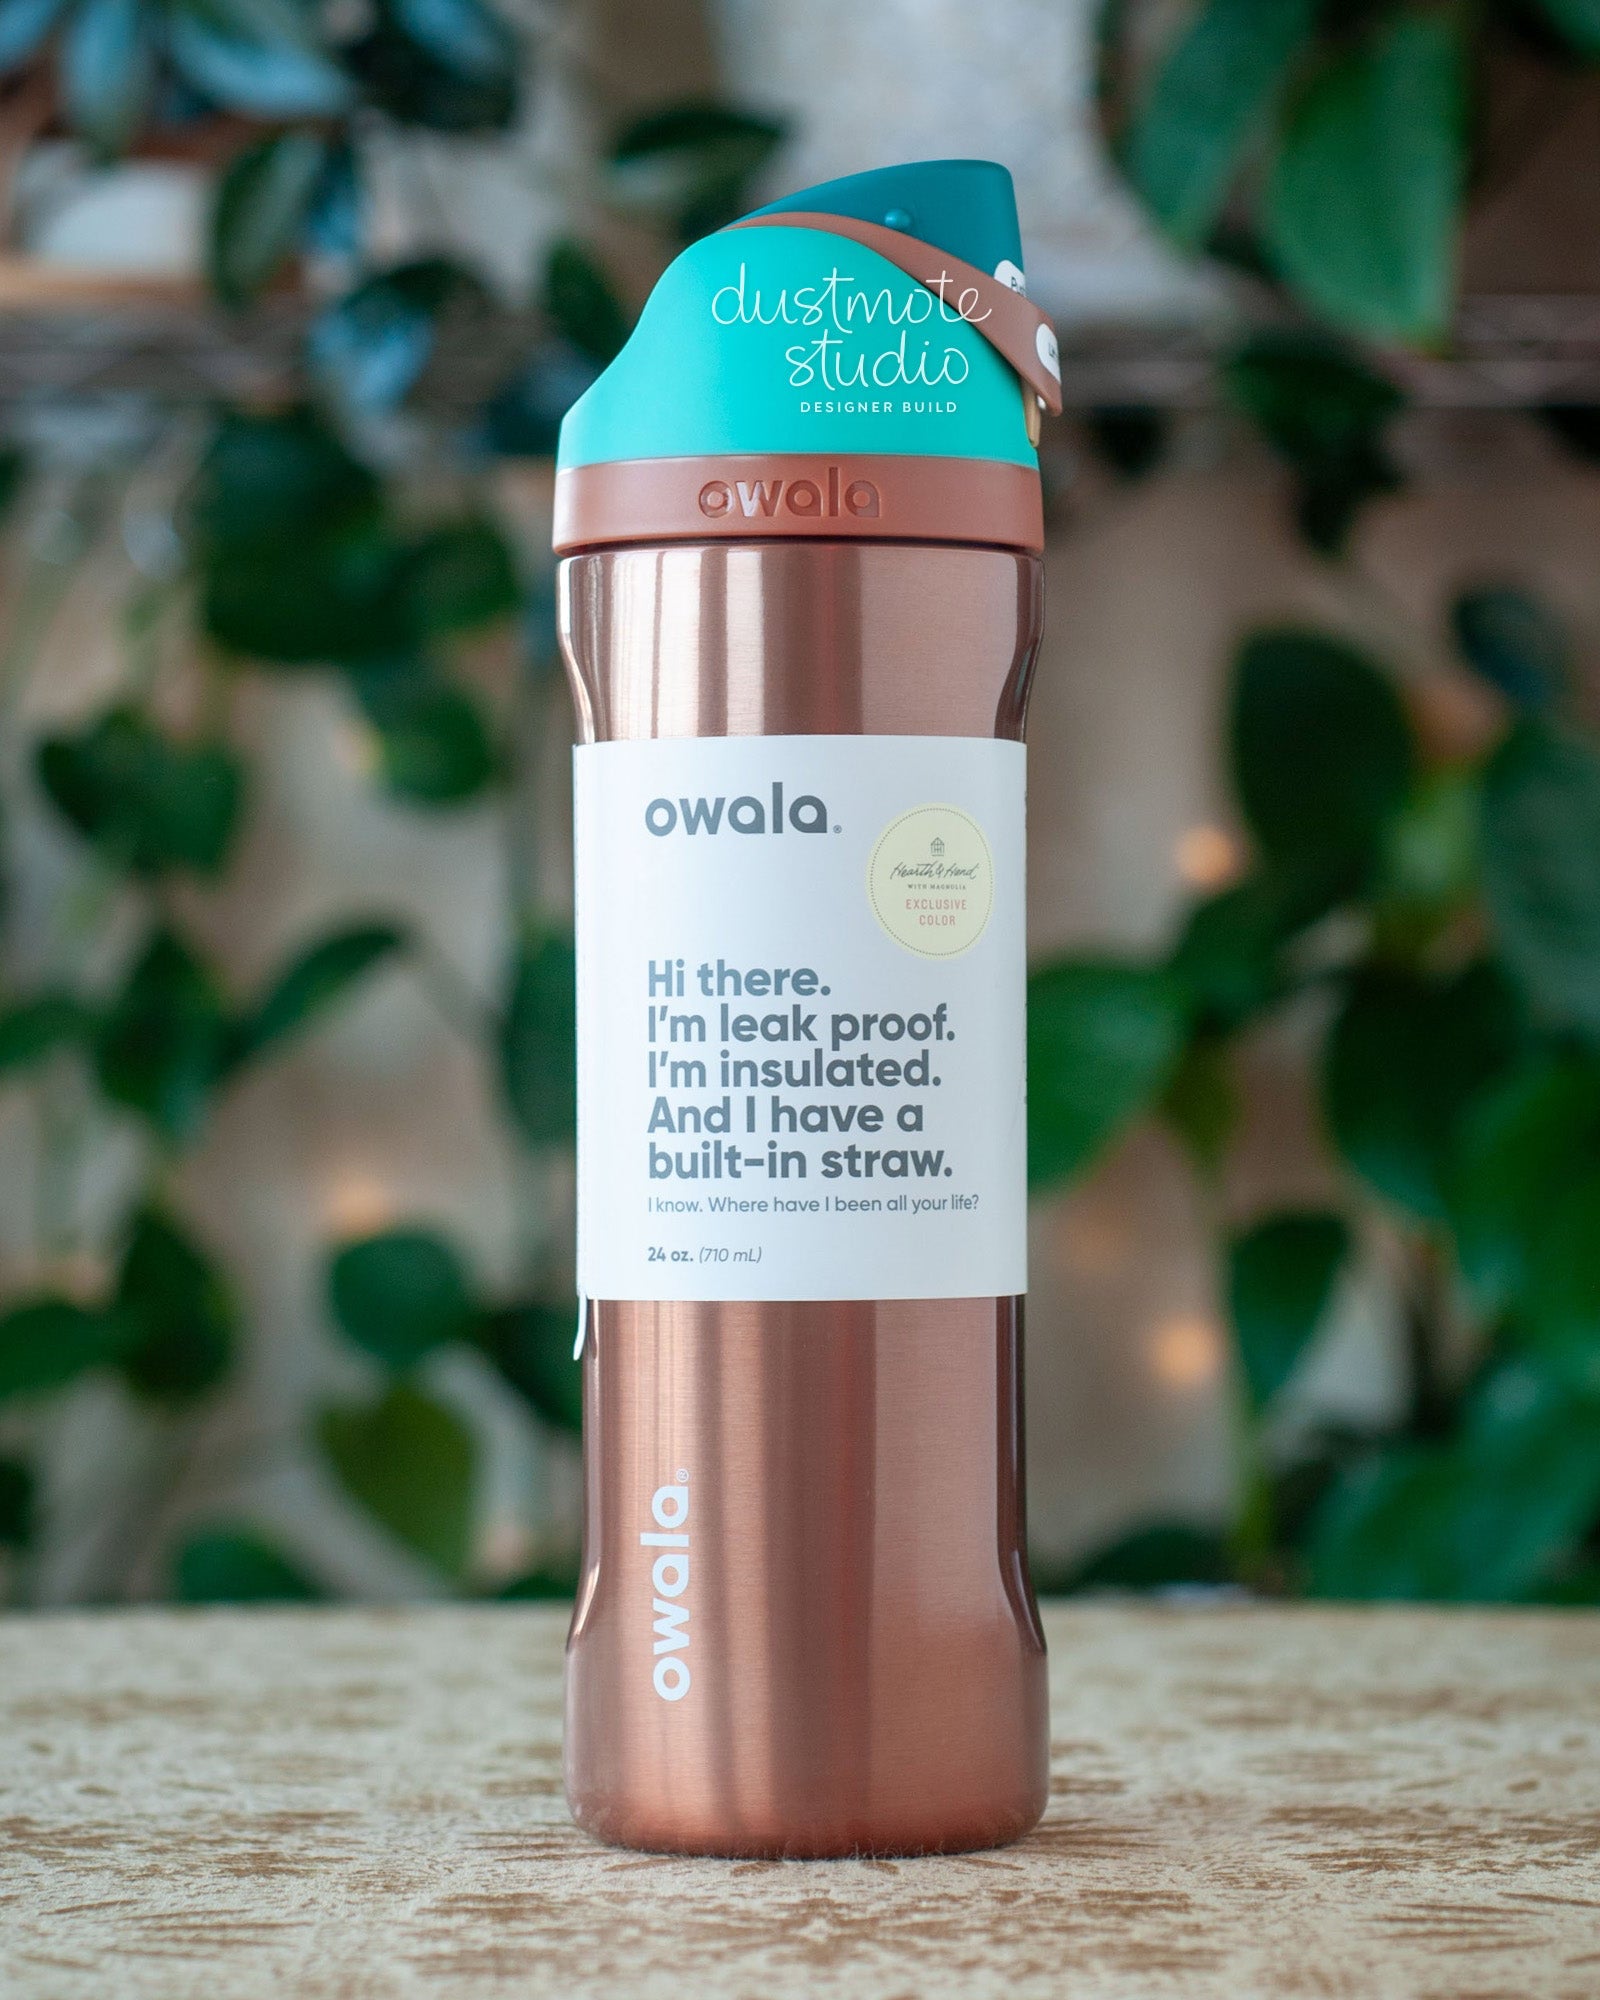 dustmote
studio
DESIGNER BUILD
owala
owala®
Hearth & Hand
WITH MAGNOLIA
EXCLUSIVE
COLOR
Hi there.
I'm leak proof.
I'm insulated.
And I have a
built-in straw.
I know. Where have I been all your life?
24 oz. (710 mL)
owala®